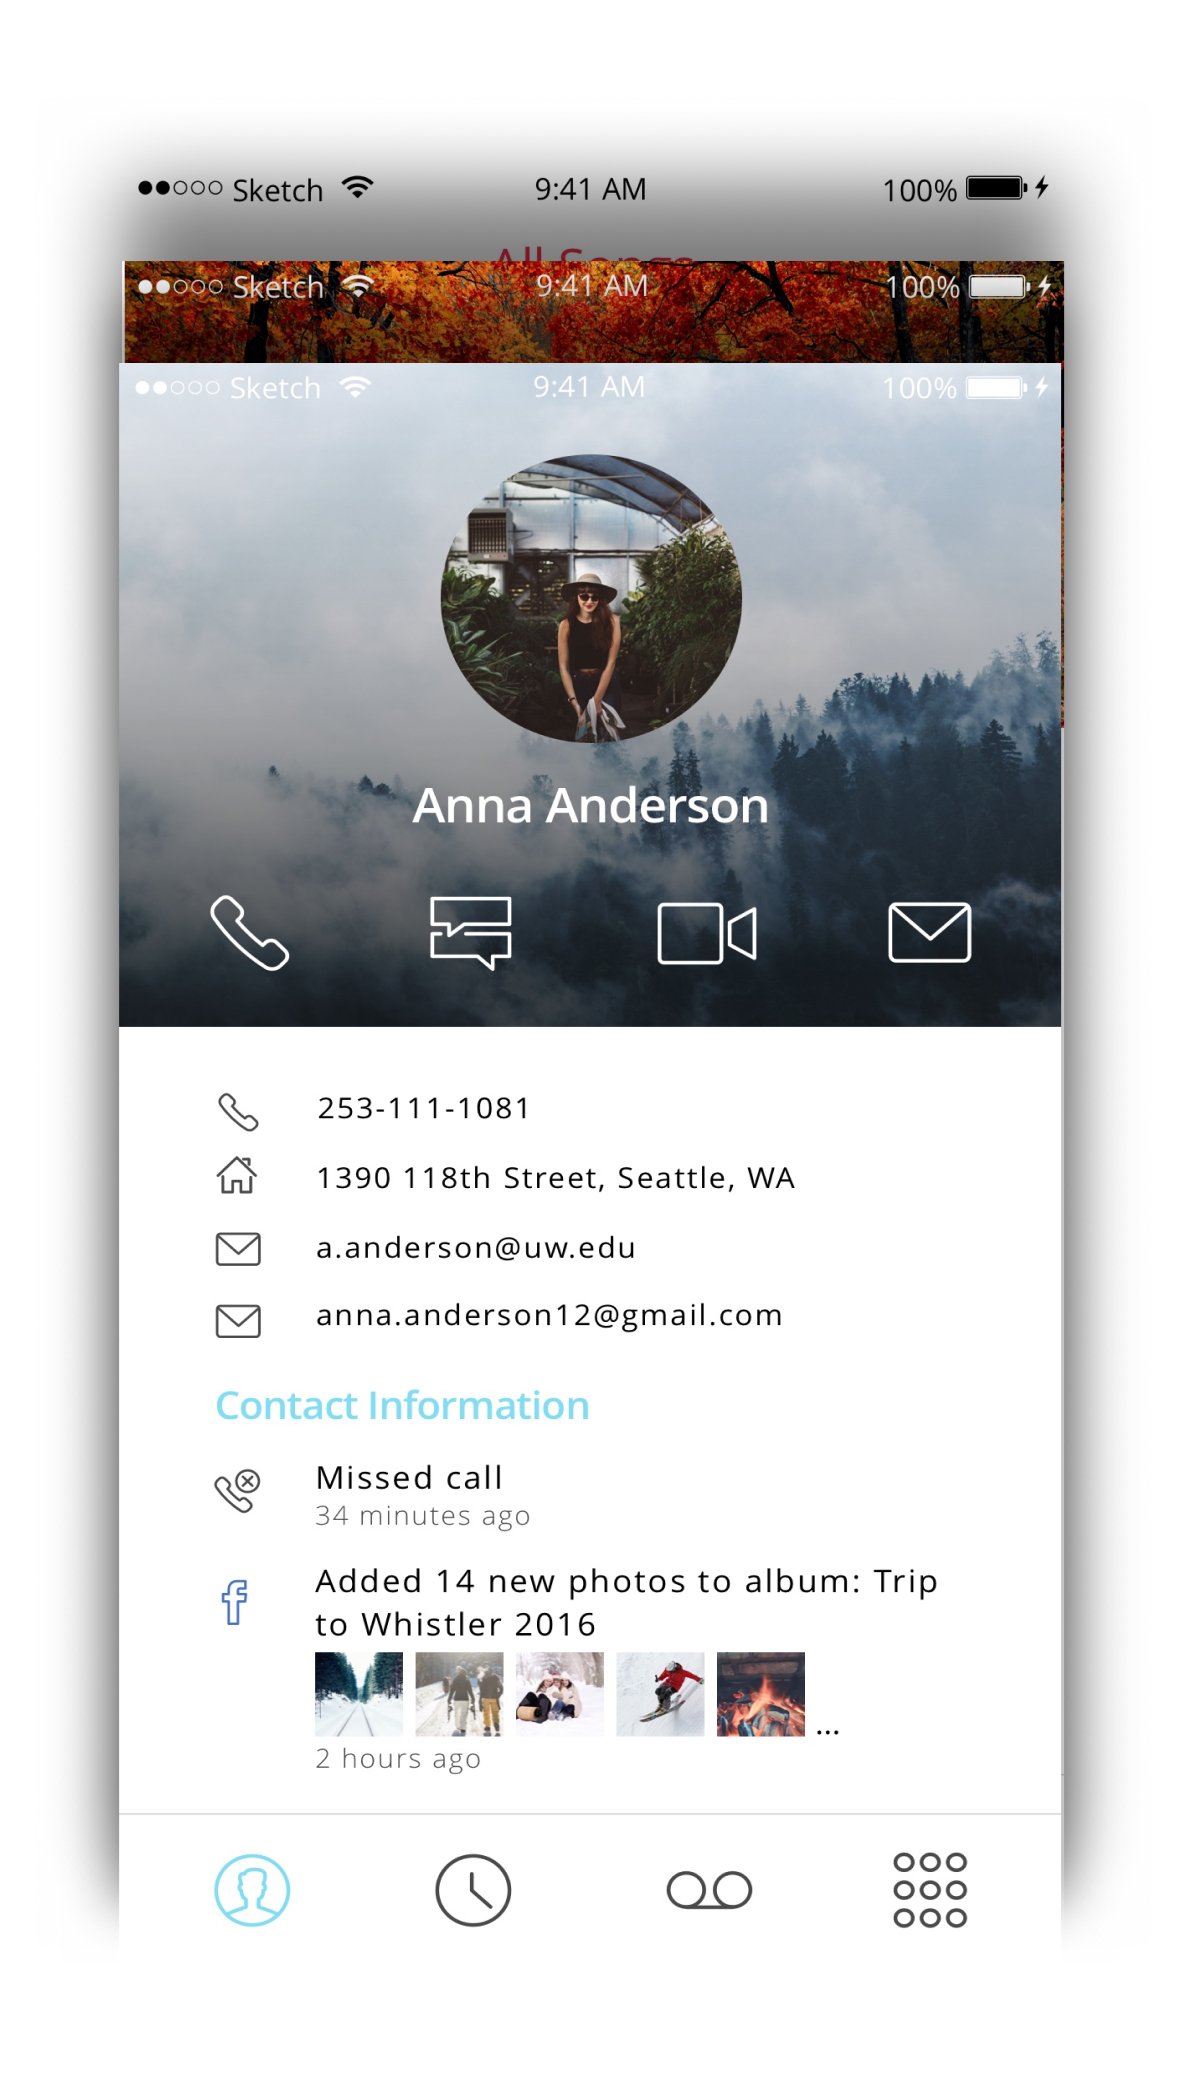 Sketch 9:41 AM 100%
All Songs
Sketch 9:41 AM 100%
Sketch 9:41 AM 100%
Anna Anderson
253-111-1081
1390 118th Street, Seattle, WA
a.anderson@uw.edu
anna.anderson12@gmail.com
Contact Information
Missed call
34 minutes ago
Added 14 new photos to album: Trip
to Whistler 2016
...
2 hours ago